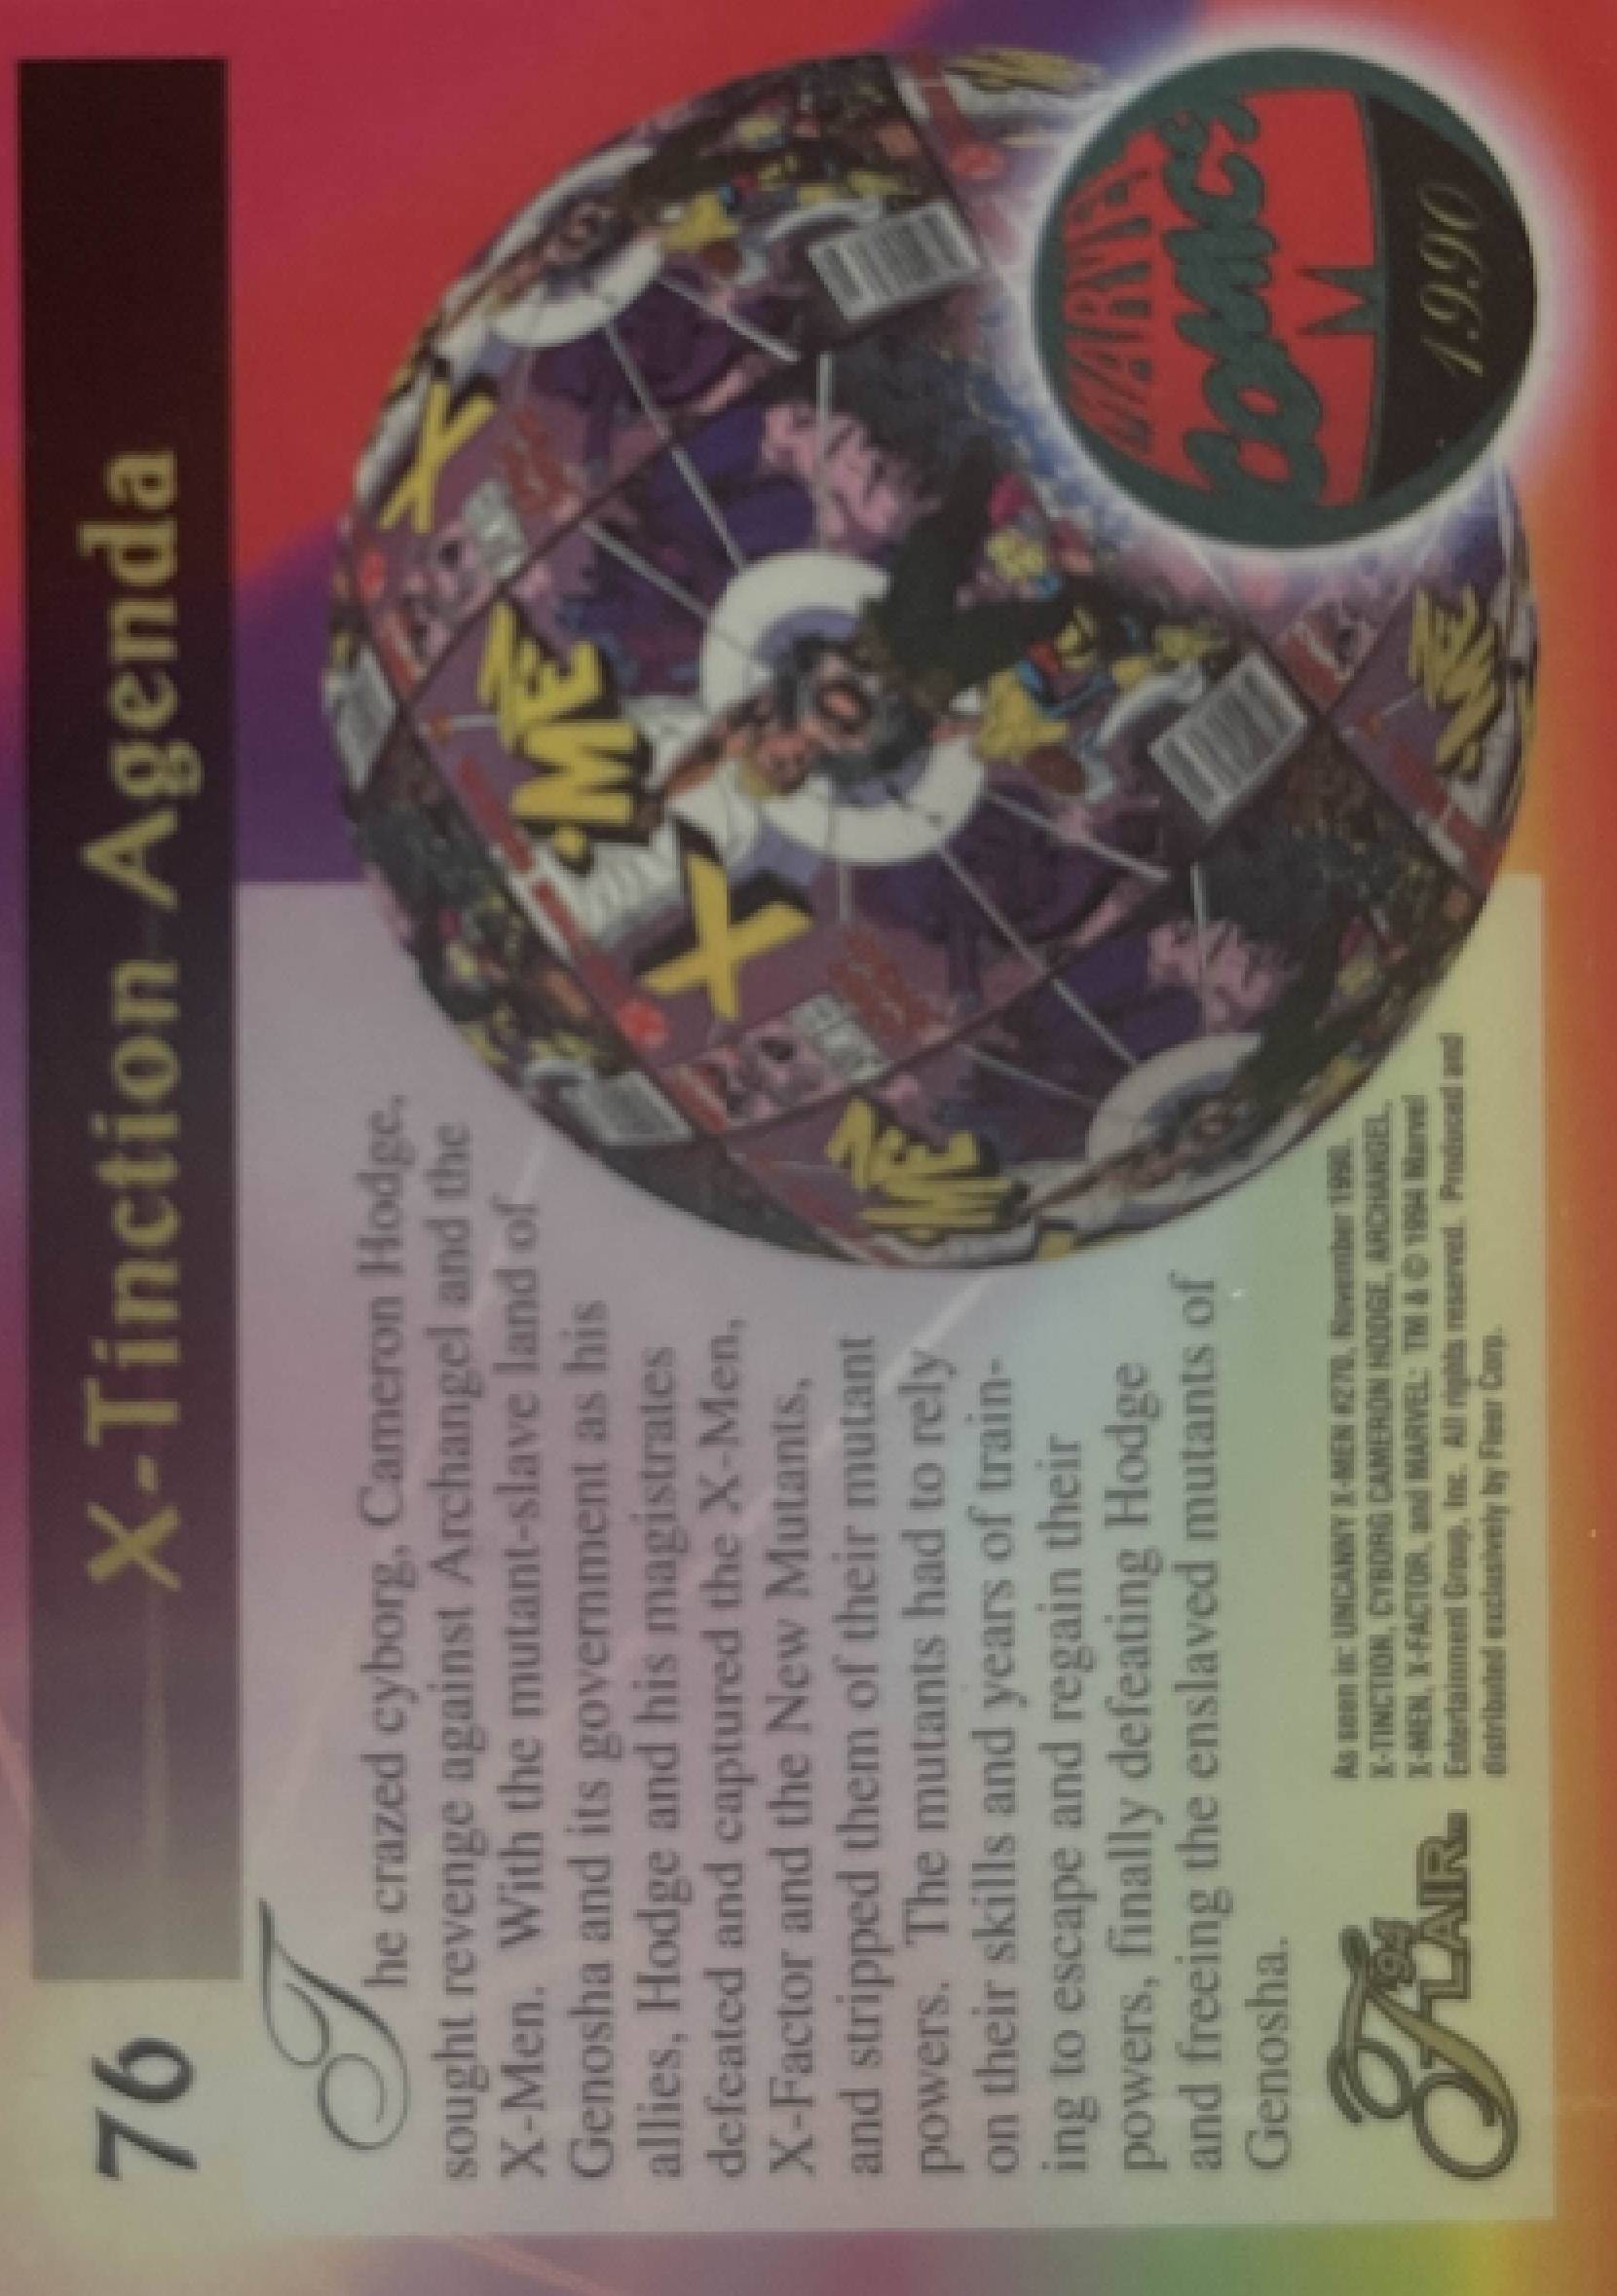 76
X-Tinction Agenda
The crazed cyborg, Cameron Hodge,
sought revenge against Archangel and the
X-Men. With the mutant-slave land of
Genosha and its government as his
allies, Hodge and his magistrates
defeated and captured the X-Men,
X-Factor and the New Mutants,
and stripped them of their mutant
powers. The mutants had to rely
on their skills and years of train-
ing to escape and regain their
powers, finally defeating Hodge
and freeing the enslaved mutants of
Genosha.
FLAIR '94
As seen in: UNCANNY X-MEN #270, November 1990.
X-TINCTION, CYBORG CAMERON HODGE, ARCHANGEL,
X-MEN, X-FACTOR, and MARVEL: TM & © 1994 Marvel
Entertainment Group, Inc. All rights reserved. Produced and
distributed exclusively by Fleer Corp.
X-ME
X
ME
ME
MARVEL
COMICS
M
1990